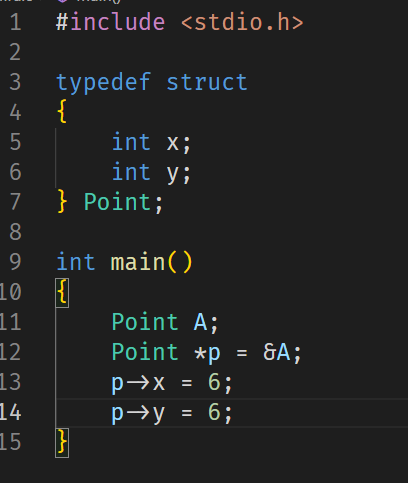 1 #include <stdio.h>
2
3 typedef struct
4 {
5 int x;
6 int y;
7 } Point;
8
9 int main()
10 {
11 Point A;
12 Point *p = &A;
13 p->x = 6;
14 p->y = 6;
15 }